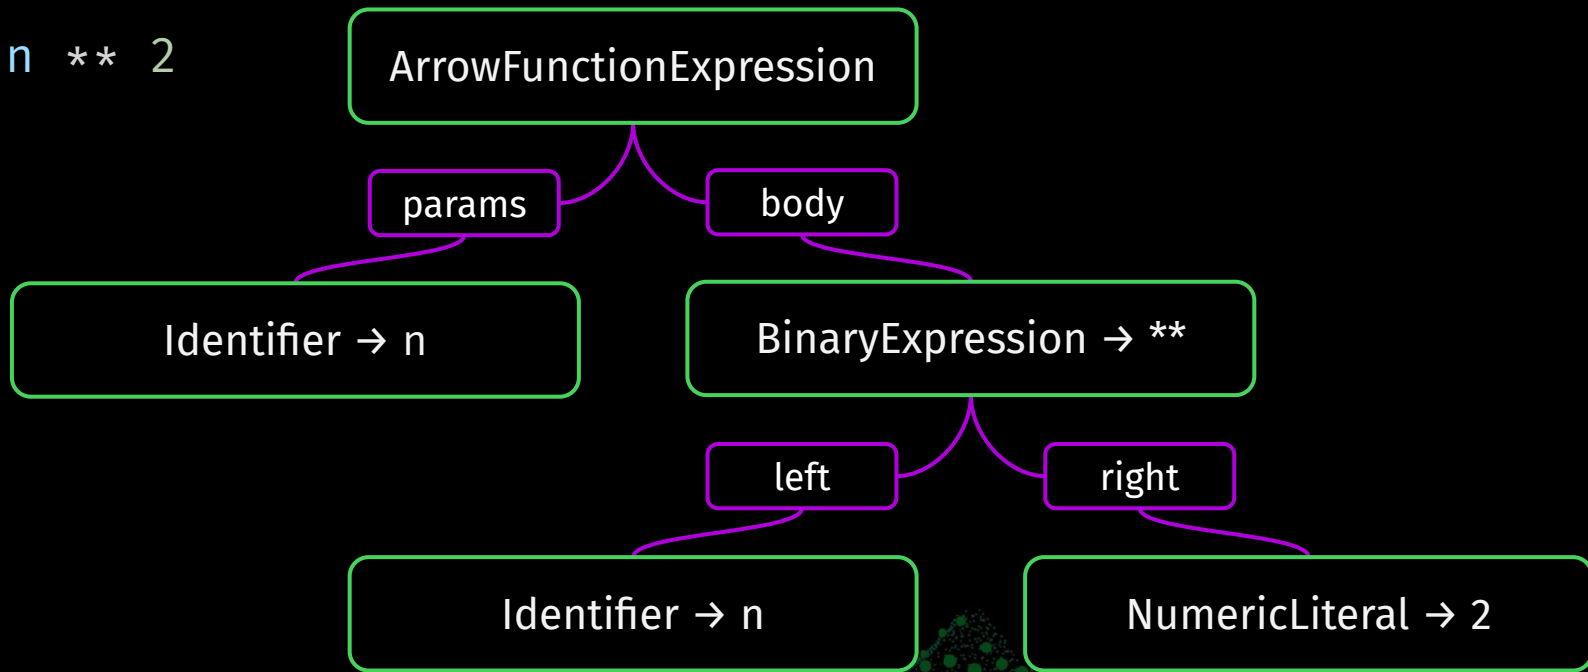 n ** 2
ArrowFunctionExpression
params
body
Identifier → n
BinaryExpression → **
left
right
Identifier → n
NumericLiteral → 2